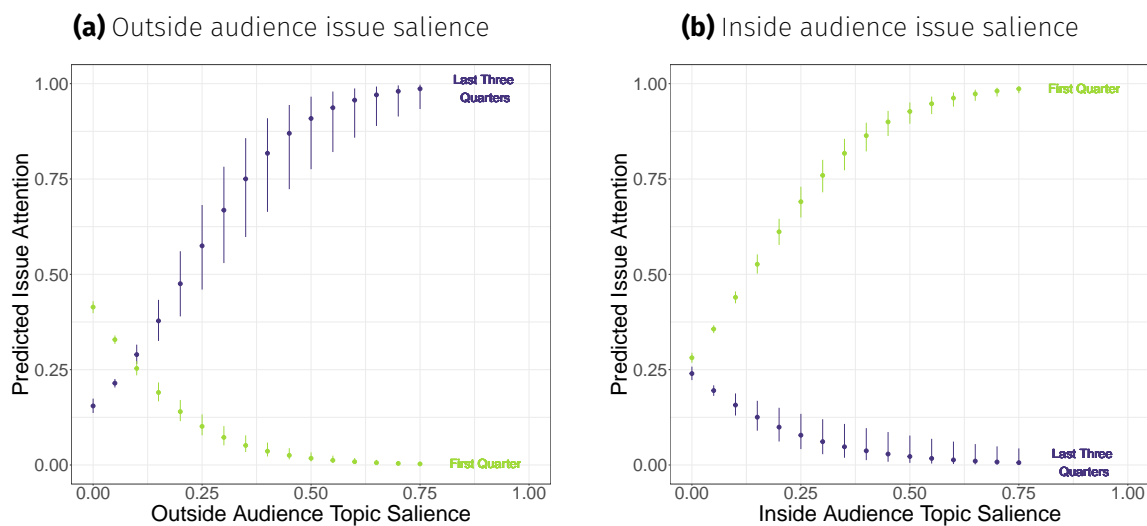 (a) Outside audience issue salience
Predicted Issue Attention
1.00
0.75
0.50
0.25
0.00
Last Three
Quarters
First Quarter
0.00 0.25 0.50 0.75 1.00
Outside Audience Topic Salience
(b) Inside audience issue salience
Predicted Issue Attention
1.00
0.75
0.50
0.25
0.00
First Quarter
Last Three
Quarters
0.00 0.25 0.50 0.75 1.00
Inside Audience Topic Salience